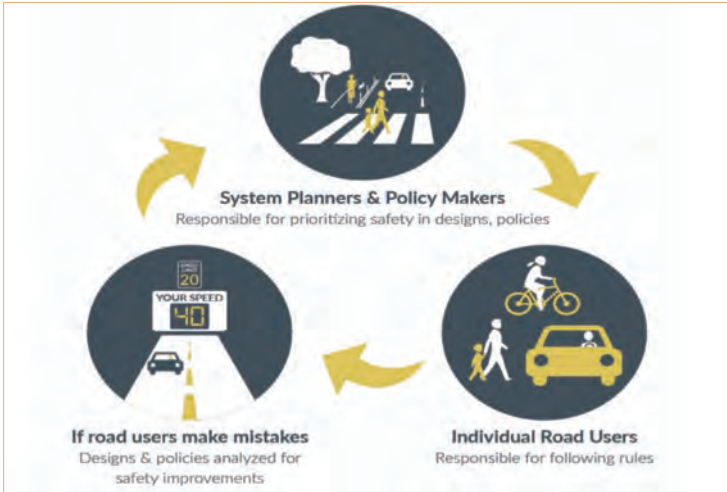 System Planners & Policy Makers
Responsible for prioritizing safety in designs, policies
SPEED
LIMIT
20
YOUR SPEED
40
If road users make mistakes
Designs & policies analyzed for
safety improvements
Individual Road Users
Responsible for following rules